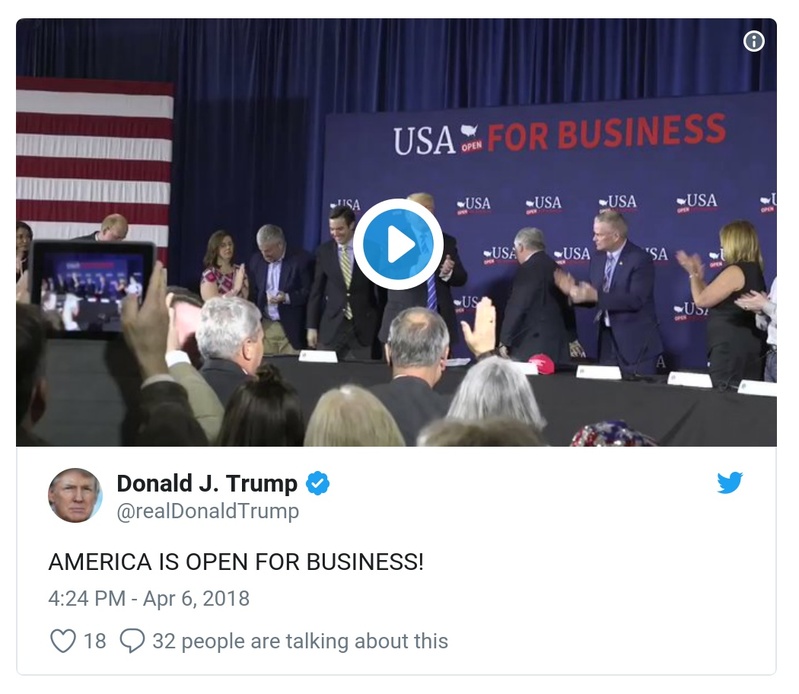 USA OPEN FOR BUSINESS
USA
USA
USA
USA
USA
USA
Donald J. Trump
@realDonaldTrump
AMERICA IS OPEN FOR BUSINESS!
4:24 PM - Apr 6, 2018
18 32 people are talking about this